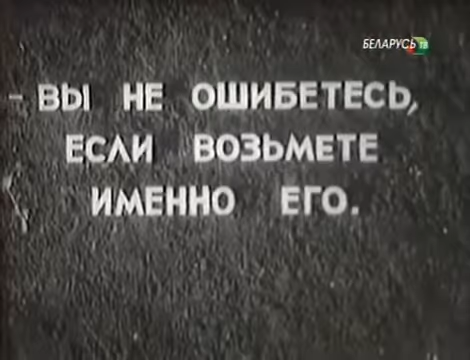 БЕЛАРУСЬ ТВ
- ВЫ НЕ ОШИБЕТЕСЬ,
ЕСЛИ ВОЗЬМЕТЕ
ИМЕННО ЕГО.